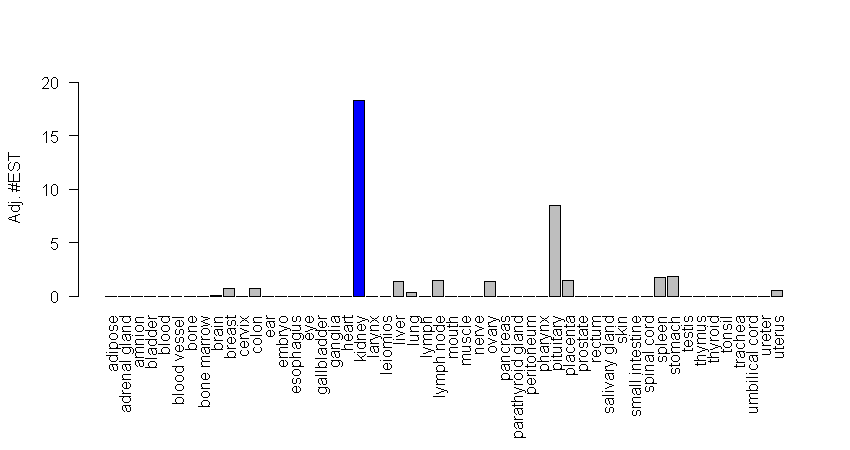 20
15
10
5
0
Adj. #EST
adipose
adrenal gland
amnion
bladder
blood
blood vessel
bone
bone marrow
brain
breast
cervix
colon
ear
embryo
esophagus
eye
gallbladder
ganglia
heart
kidney
larynx
leiomios
liver
lung
lymph
lymph node
mouth
muscle
nerve
ovary
pancreas
parathyroid gland
peritoneum
pharynx
pituitary
placenta
prostate
rectum
salivary gland
skin
small intestine
spinal cord
spleen
stomach
testis
thymus
thyroid
tonsil
trachea
umbilical cord
ureter
uterus